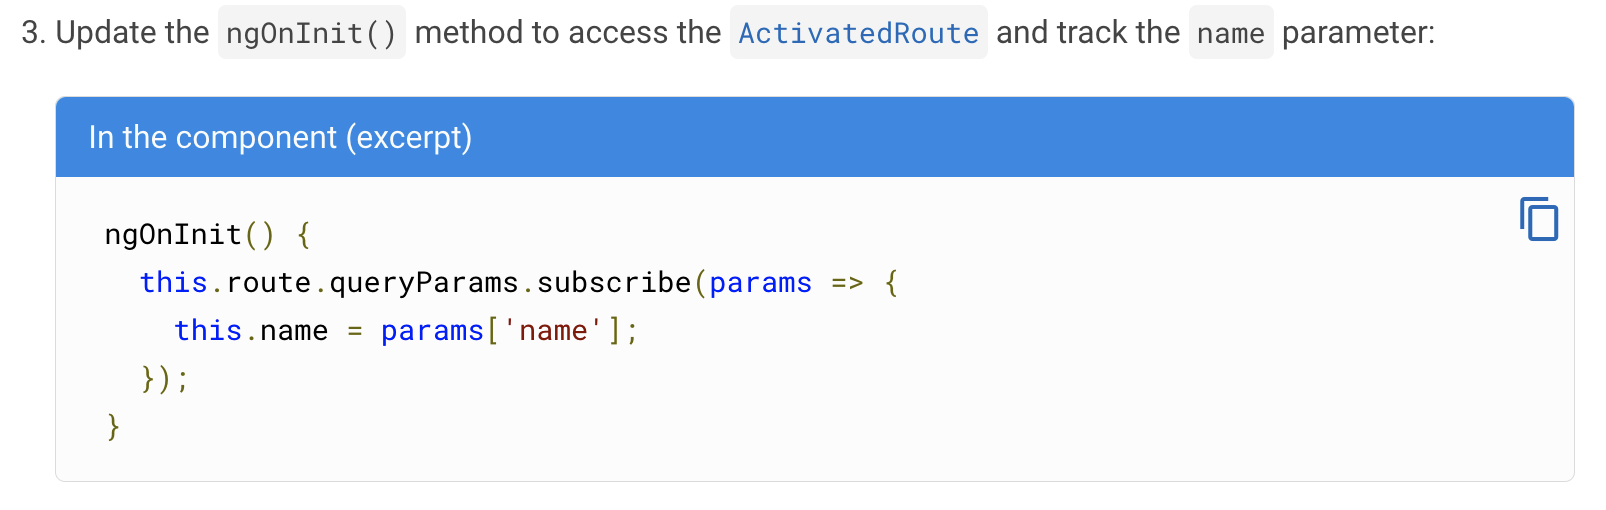 3. Update the ngOnInit() method to access the ActivatedRoute and track the name parameter:
In the component (excerpt)
ngOnInit() {
  this.route.queryParams.subscribe(params => {
    this.name = params['name'];
  });
}